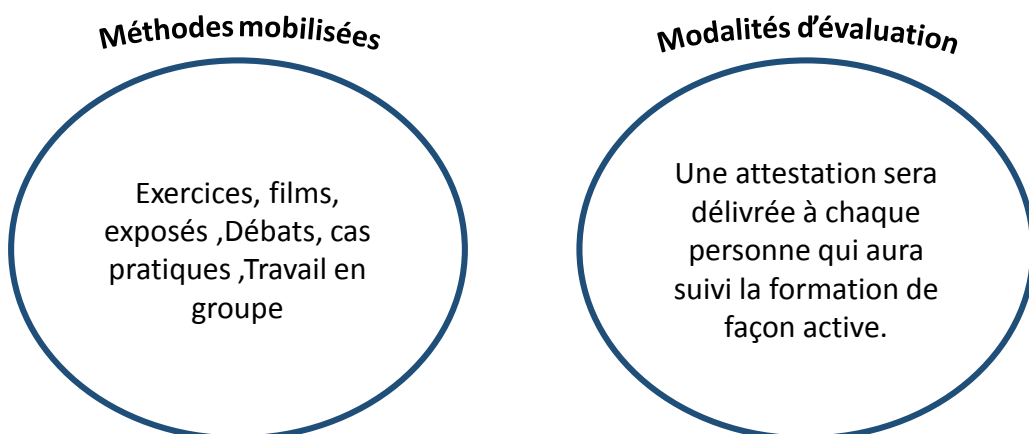 Méthodes mobilisées
Exercices, films,
exposés ,Débats, cas
pratiques ,Travail en
groupe
Modalités d'évaluation
Une attestation sera
délivrée à chaque
personne qui aura
suivi la formation de
façon active.